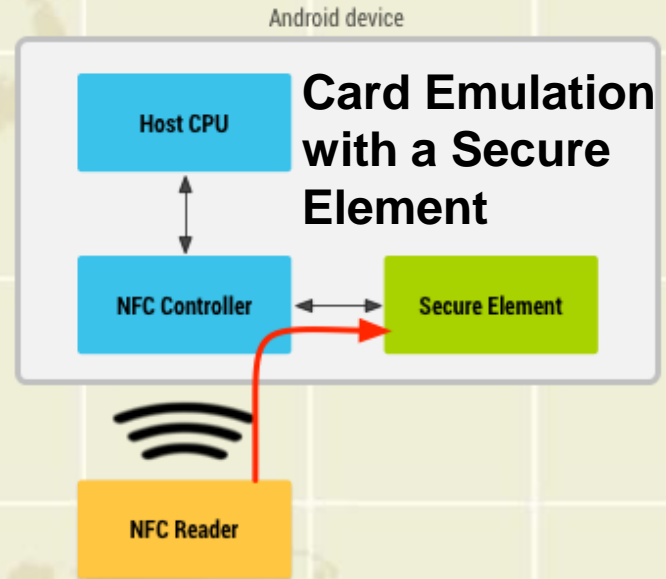 Android device
Host CPU
Card Emulation
with a Secure
Element
NFC Controller
Secure Element
NFC Reader